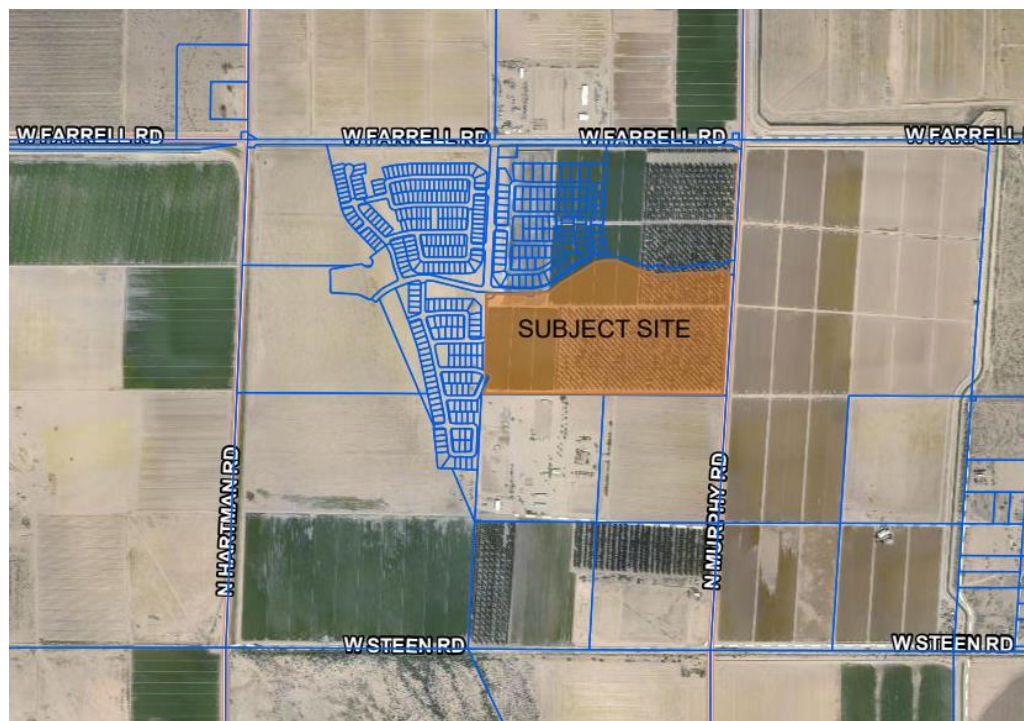 W FARRELL RD
W FARRELL RD
W FARRELL RD
W FARRELL
SUBJECT SITE
N HARTMAN RD
N MURPHY RD
W STEEN RD
W STEEN RD